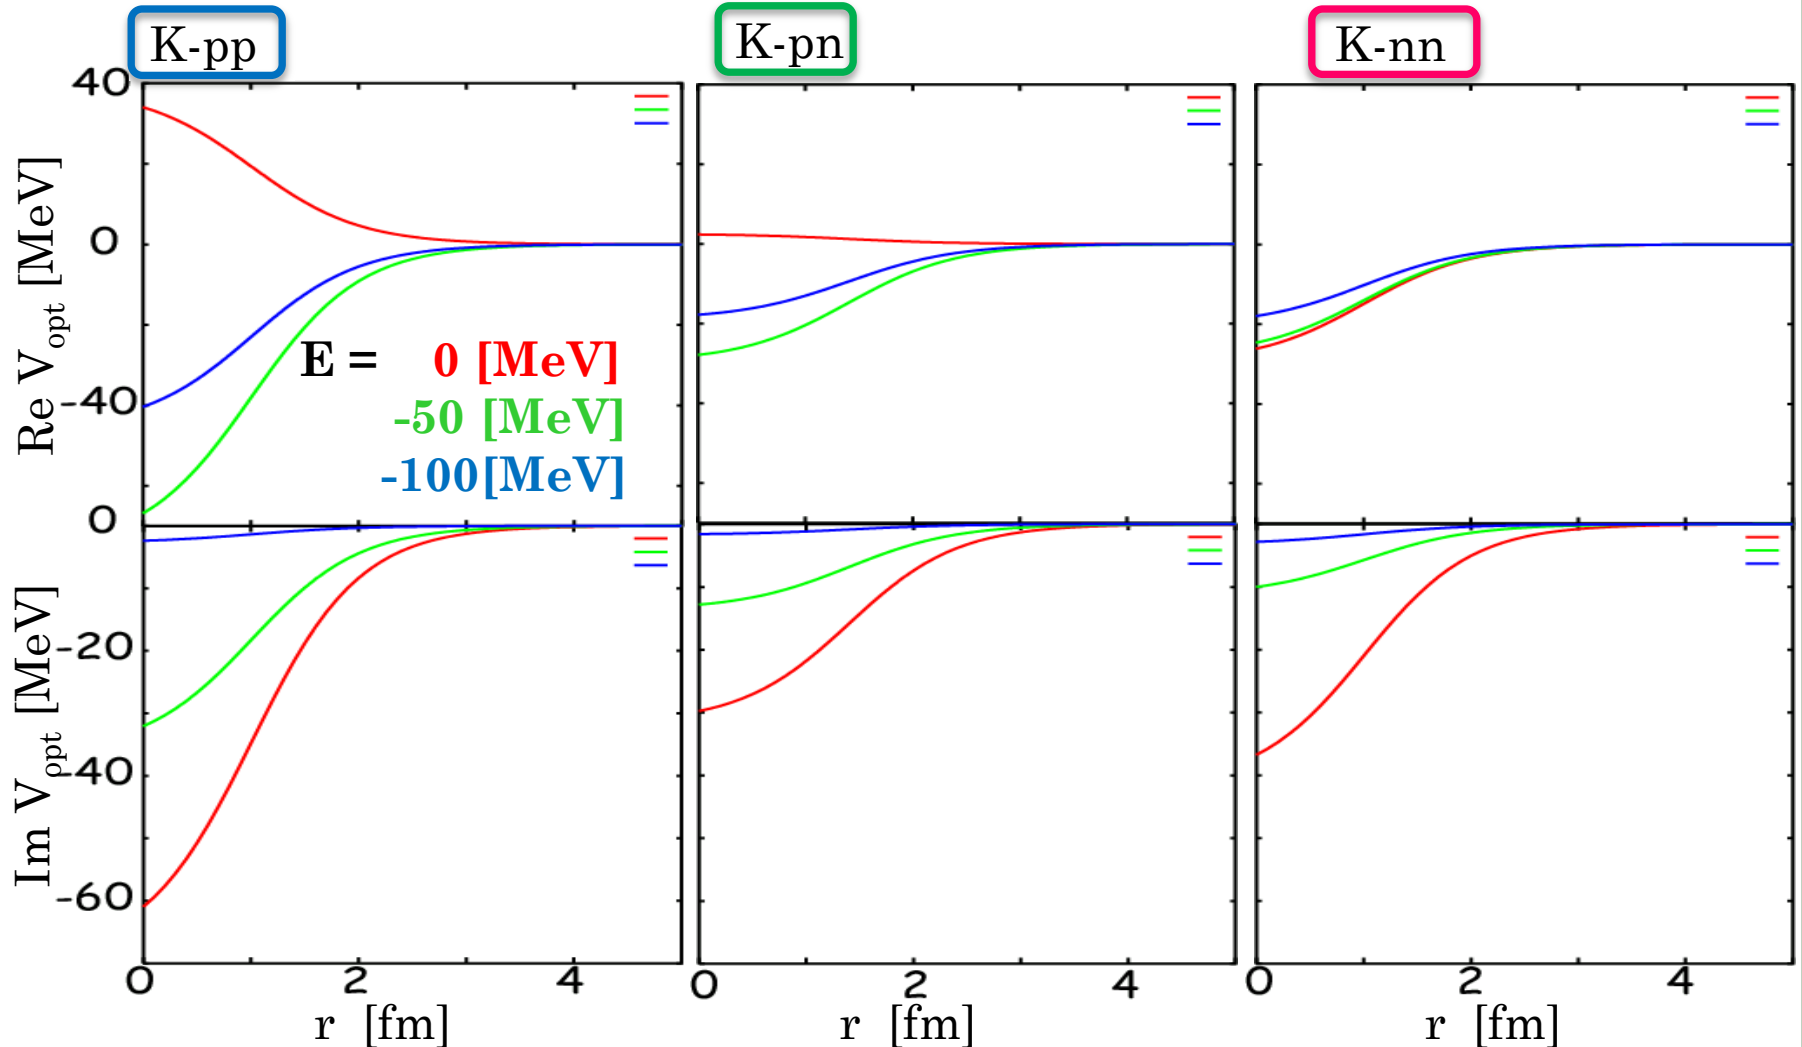 K-pp
K-pn
K-nn
40
0
-40
Re V_opt [MeV]
E = 0 [MeV]
-50 [MeV]
-100[MeV]
0
-20
-40
-60
Im V_opt [MeV]
0 2 4
0 2 4
0 2 4
r [fm]
r [fm]
r [fm]